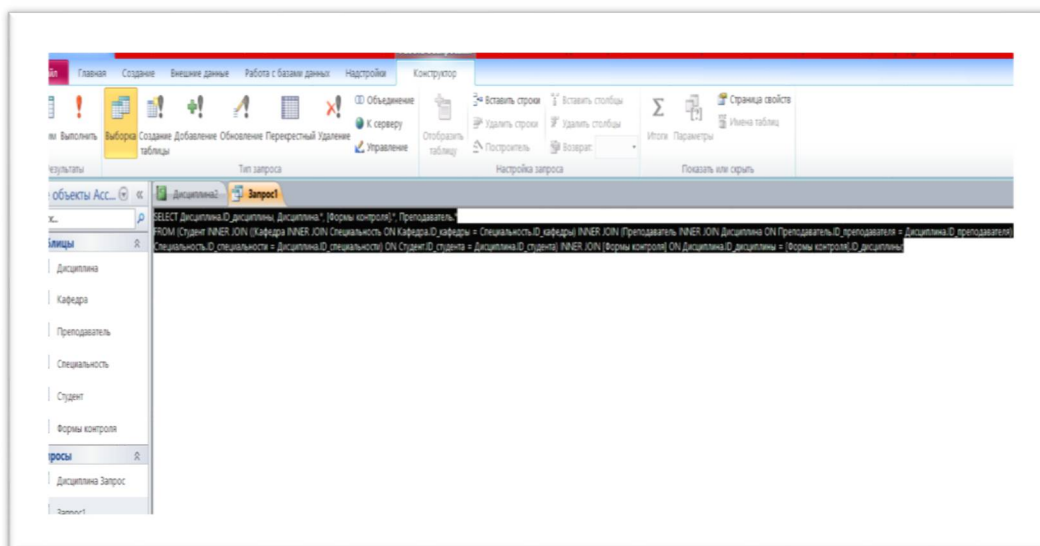 Главная Создание Внешние данные Работа с базами данных Надстройки Конструктор
Выполнить Выборка Создание таблицы Добавление Обновление Перекрестный Удаление
Объединение
К серверу
Управление
Отобразить таблицу
Вставить строки
Удалить строки
Построитель
Вставить столбцы
Удалить столбцы
Возврат:
Итоги Параметры
Страница свойств
Имена таблиц
Тип запроса Настройка запроса Показать или скрыть
объекты Acc...
Дисциплина2 Запрос1
SELECT Дисциплина.ID_дисциплины, Дисциплина.*, [Формы контроля].*, Преподаватель.*
FROM (Студент INNER JOIN ((Кафедра INNER JOIN Специальность ON Кафедра.ID_кафедры = Специальность.ID_кафедры) INNER JOIN (Преподаватель INNER JOIN Дисциплина ON Преподаватель.ID_преподавателя = Дисциплина.ID_преподавателя)
Специальность.ID_специальности = Дисциплина.ID_специальности) ON Студент.ID_студента = Дисциплина.ID_студента) INNER JOIN [Формы контроля] ON Дисциплина.ID_дисциплины = [Формы контроля].ID_дисциплины;
Дисциплина
Кафедра
Преподаватель
Специальность
Студент
Формы контроля
Дисциплина Запрос
Запрос1